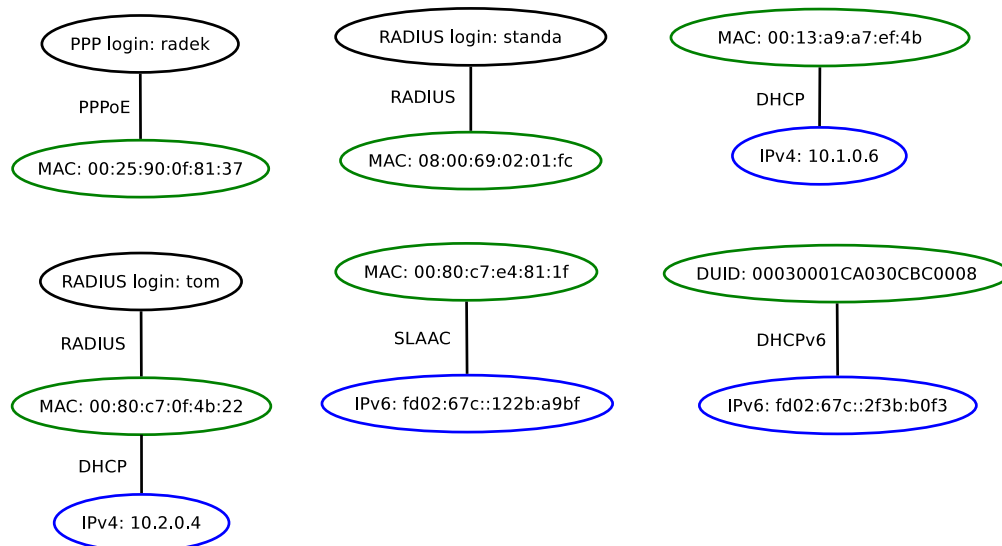 PPP login: radek
PPPoE
MAC: 00:25:90:0f:81:37
RADIUS login: standa
RADIUS
MAC: 08:00:69:02:01:fc
MAC: 00:13:a9:a7:ef:4b
DHCP
IPv4: 10.1.0.6
RADIUS login: tom
RADIUS
MAC: 00:80:c7:0f:4b:22
DHCP
IPv4: 10.2.0.4
MAC: 00:80:c7:e4:81:1f
SLAAC
IPv6: fd02:67c::122b:a9bf
DUID: 00030001CA030CBC0008
DHCPv6
IPv6: fd02:67c::2f3b:b0f3